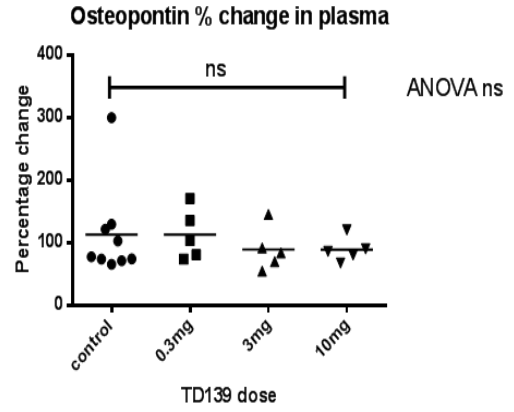 Osteopontin % change in plasma
400
300
200
100
0
Percentage change
ns
ANOVA ns
control
0.3mg
3mg
10mg
TD139 dose